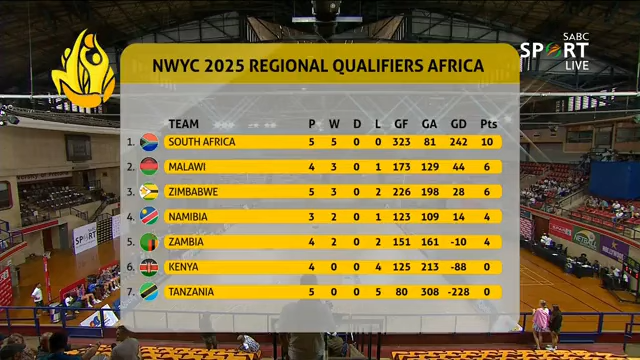 SABC
SPORT
LIVE
NWYC 2025 REGIONAL QUALIFIERS AFRICA
TEAM P W D L GF GA GD Pts
1. SOUTH AFRICA 5 5 0 0 323 81 242 10
2. MALAWI 4 3 0 1 173 129 44 6
3. ZIMBABWE 5 3 0 2 226 198 28 6
4. NAMIBIA 3 2 0 1 123 109 14 4
5. ZAMBIA 4 2 0 2 151 161 -10 4
6. KENYA 4 0 0 4 125 213 -88 0
7. TANZANIA 5 0 0 5 80 308 -228 0
SPORT
NETBALL